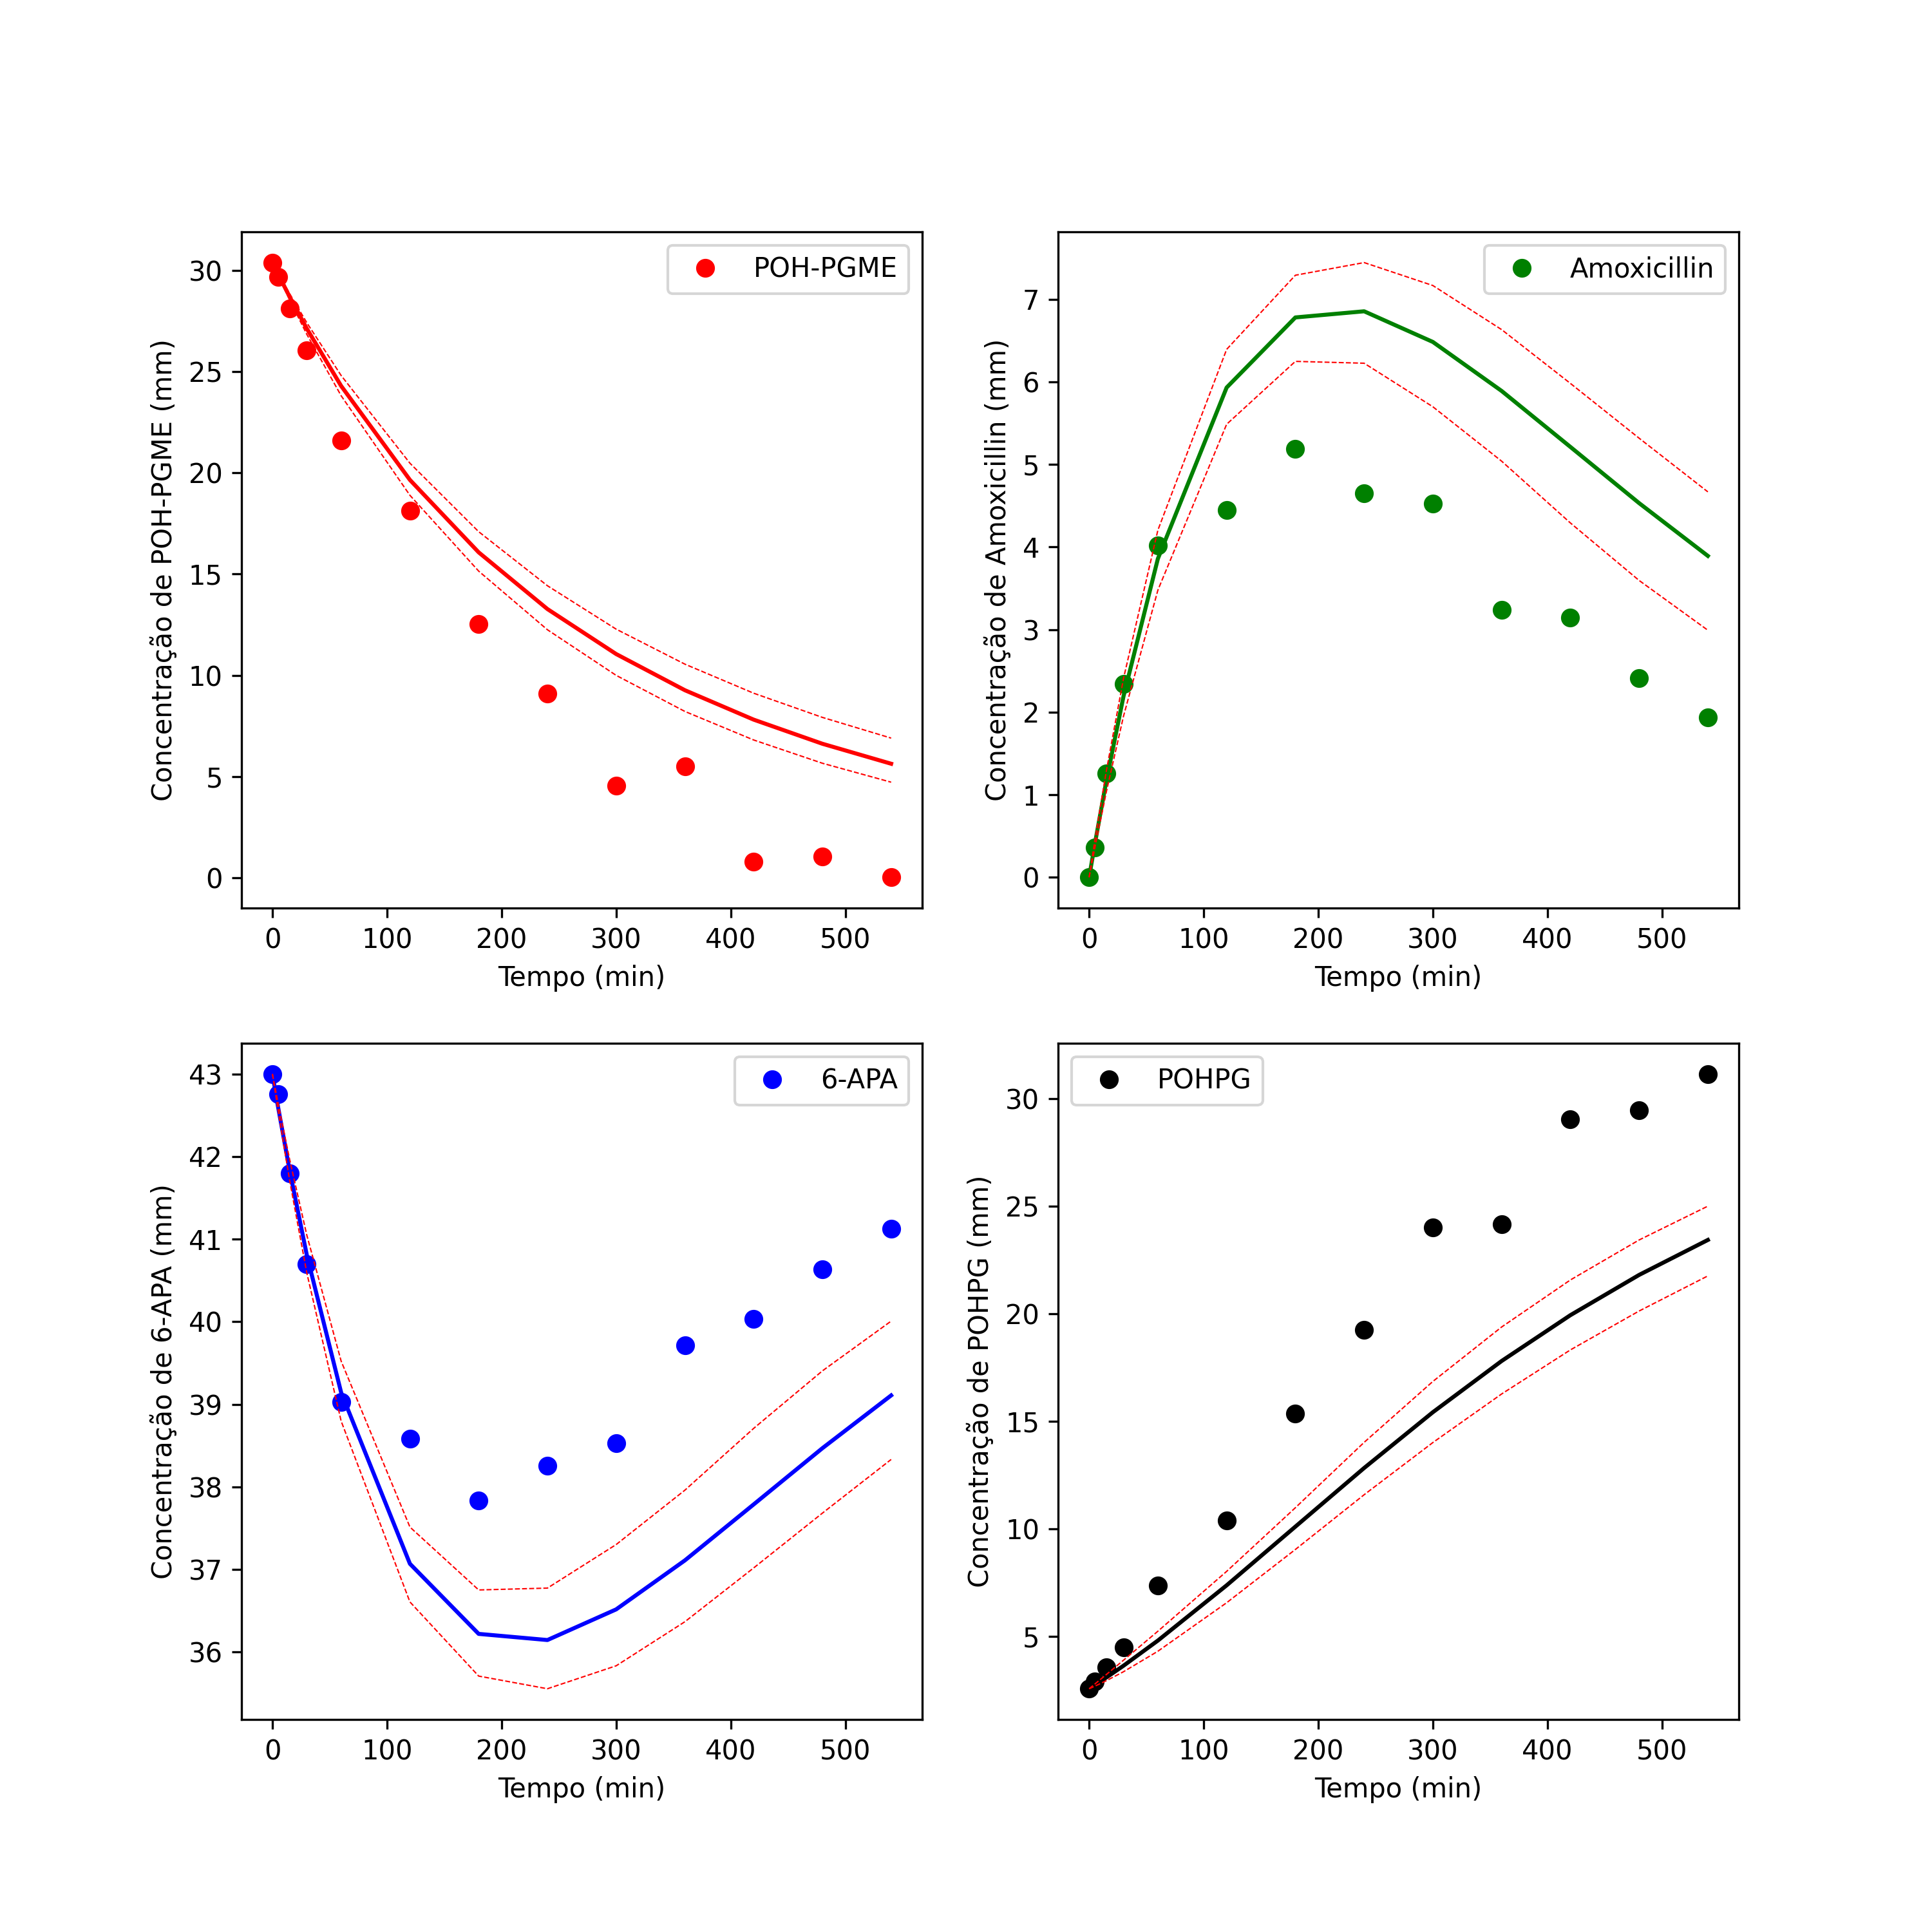 POH-PGME
Concentração de POH-PGME (mm)
30
25
20
15
10
5
0
0 100 200 300 400 500
Tempo (min)
Amoxicillin
Concentração de Amoxicillin (mm)
7
6
5
4
3
2
1
0
0 100 200 300 400 500
Tempo (min)
6-APA
Concentração de 6-APA (mm)
43
42
41
40
39
38
37
36
0 100 200 300 400 500
Tempo (min)
POHPG
Concentração de POHPG (mm)
30
25
20
15
10
5
0 100 200 300 400 500
Tempo (min)